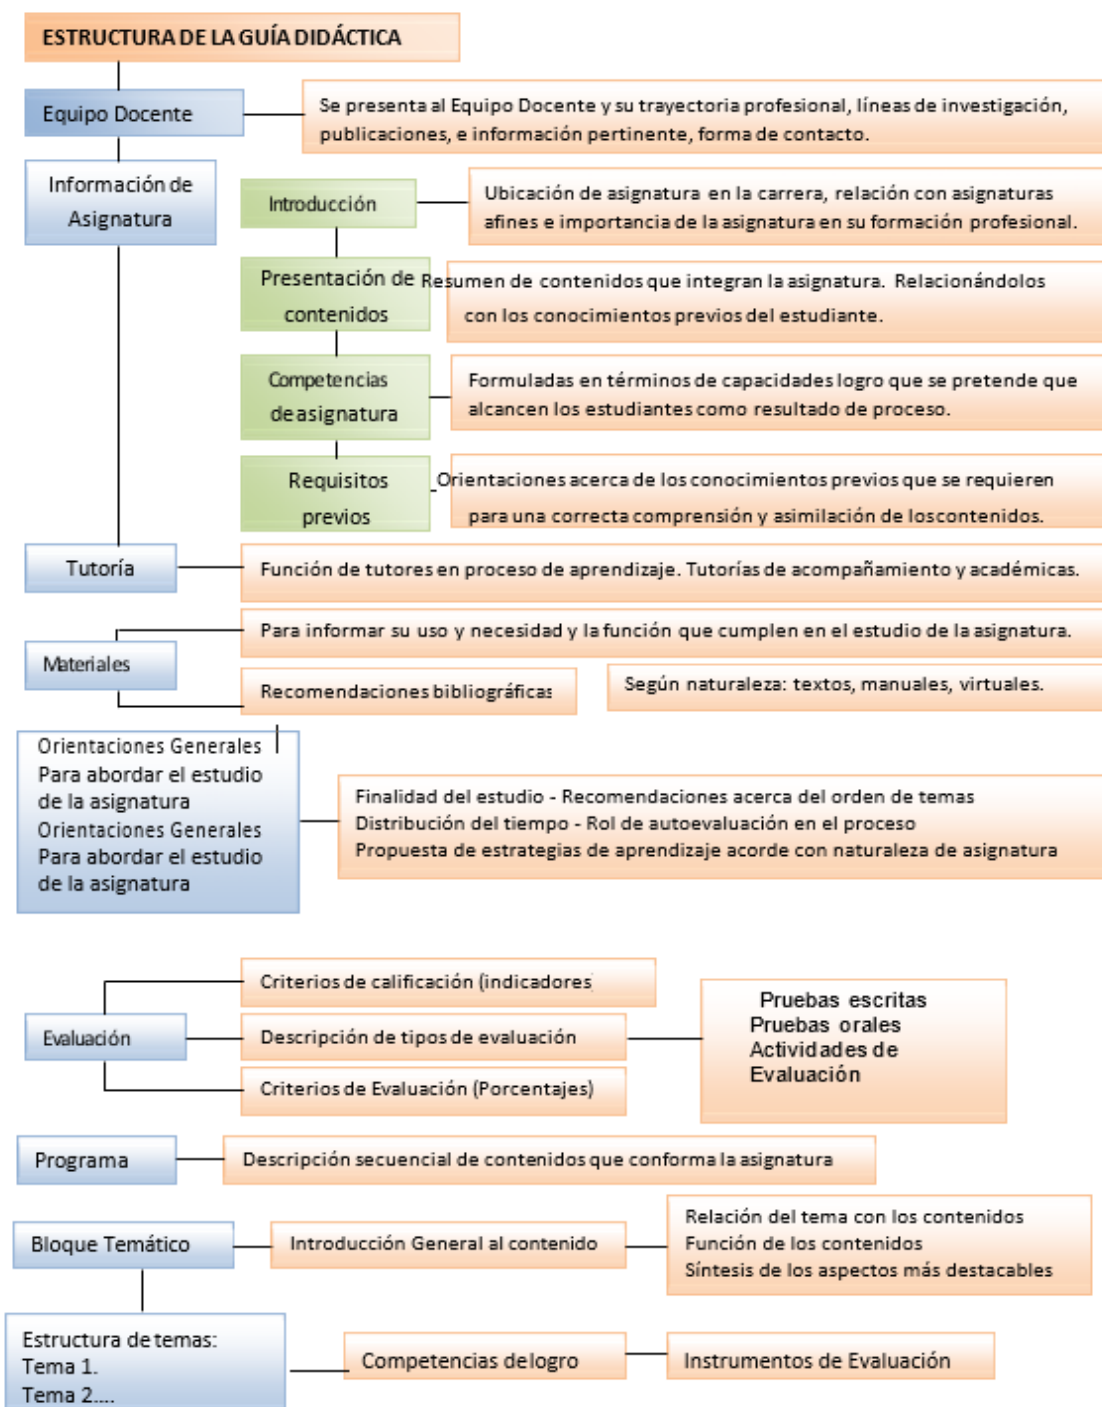 ESTRUCTURA DE LA GUÍA DIDÁCTICA
Equipo Docente
Se presenta al Equipo Docente y su trayectoria profesional, líneas de investigación,
publicaciones, e información pertinente, forma de contacto.
Información de
Asignatura
Introducción
Ubicación de asignatura en la carrera, relación con asignaturas
afines e importancia de la asignatura en su formación profesional.
Presentación de
contenidos
Resumen de contenidos que integran la asignatura. Relacionándolos
con los conocimientos previos del estudiante.
Competencias
de asignatura
Formuladas en términos de capacidades logro que se pretende que
alcancen los estudiantes como resultado de proceso.
Requisitos
previos
Orientaciones acerca de los conocimientos previos que se requieren
para una correcta comprensión y asimilación de loscontenidos.
Tutoría
Función de tutores en proceso de aprendizaje. Tutorías de acompañamiento y académicas.
Materiales
Para informar su uso y necesidad y la función que cumplen en el estudio de la asignatura.
Recomendaciones bibliográficas
Según naturaleza: textos, manuales, virtuales.
Orientaciones Generales
Para abordar el estudio
de la asignatura
Orientaciones Generales
Para abordar el estudio
de la asignatura
Finalidad del estudio - Recomendaciones acerca del orden de temas
Distribución del tiempo - Rol de autoevaluación en el proceso
Propuesta de estrategias de aprendizaje acorde con naturaleza de asignatura
Evaluación
Criterios de calificación (indicadores)
Descripción de tipos de evaluación
Criterios de Evaluación (Porcentajes)
Pruebas escritas
Pruebas orales
Actividades de
Evaluación
Programa
Descripción secuencial de contenidos que conforma la asignatura
Bloque Temático
Introducción General al contenido
Relación del tema con los contenidos
Función de los contenidos
Síntesis de los aspectos más destacables
Estructura de temas:
Tema 1.
Tema 2....
Competencias de logro
Instrumentos de Evaluación